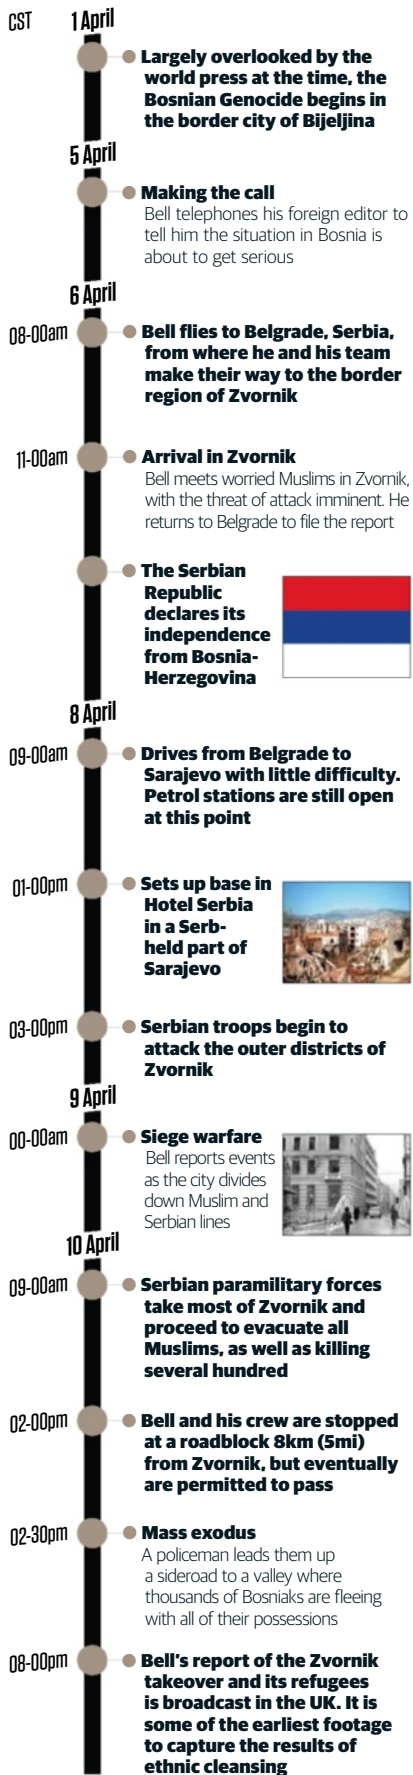 CST
1 April
Largely overlooked by the
world press at the time, the
Bosnian Genocide begins in
the border city of Bijeljina
5 April
Making the call
Bell telephones his foreign editor to
tell him the situation in Bosnia is
about to get serious
6 April
08-00am
Bell flies to Belgrade, Serbia,
from where he and his team
make their way to the border
region of Zvornik
11-00am
Arrival in Zvornik
Bell meets worried Muslims in Zvornik,
with the threat of attack imminent. He
returns to Belgrade to file the report
The Serbian
Republic
declares its
independence
from Bosnia-
Herzegovina
8 April
09-00am
Drives from Belgrade to
Sarajevo with little difficulty.
Petrol stations are still open
at this point
01-00pm
Sets up base in
Hotel Serbia
in a Serb-
held part of
Sarajevo
03-00pm
Serbian troops begin to
attack the outer districts of
Zvornik
9 April
00-00am
Siege warfare
Bell reports events
as the city divides
down Muslim and
Serbian lines
10 April
09-00am
Serbian paramilitary forces
take most of Zvornik and
proceed to evacuate all
Muslims, as well as killing
several hundred
02-00pm
Bell and his crew are stopped
at a roadblock 8km (5mi)
from Zvornik, but eventually
are permitted to pass
02-30pm
Mass exodus
A policeman leads them up
a sideroad to a valley where
thousands of Bosniaks are fleeing
with all of their possessions
08-00pm
Bell's report of the Zvornik
takeover and its refugees
is broadcast in the UK. It is
some of the earliest footage
to capture the results of
ethnic cleansing